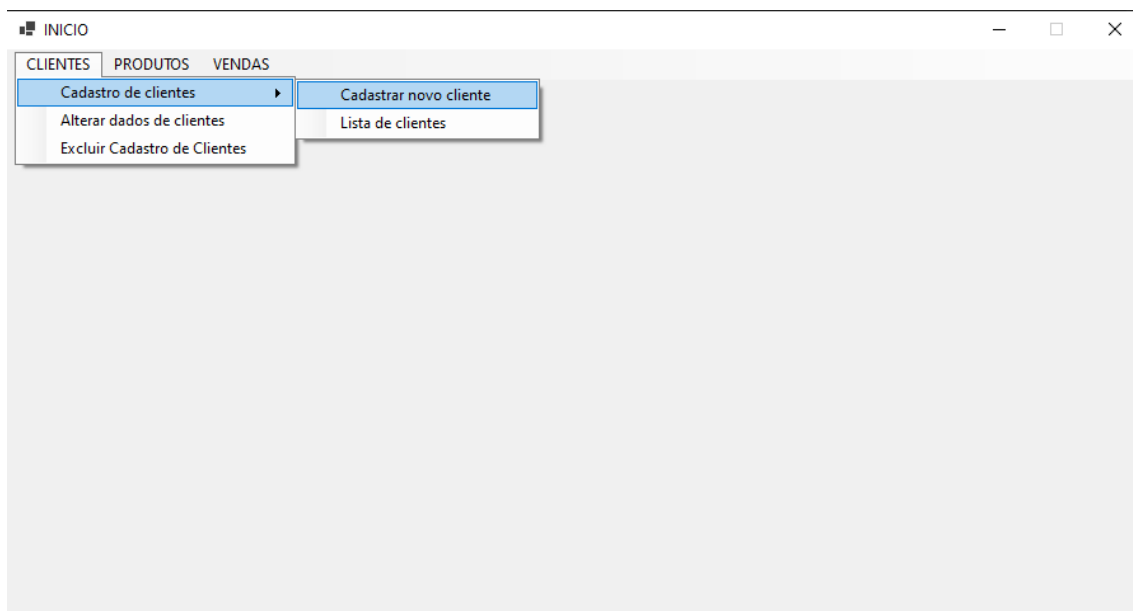 INICIO
CLIENTES PRODUTOS VENDAS
Cadastro de clientes
Cadastrar novo cliente
Alterar dados de clientes
Lista de clientes
Excluir Cadastro de Clientes